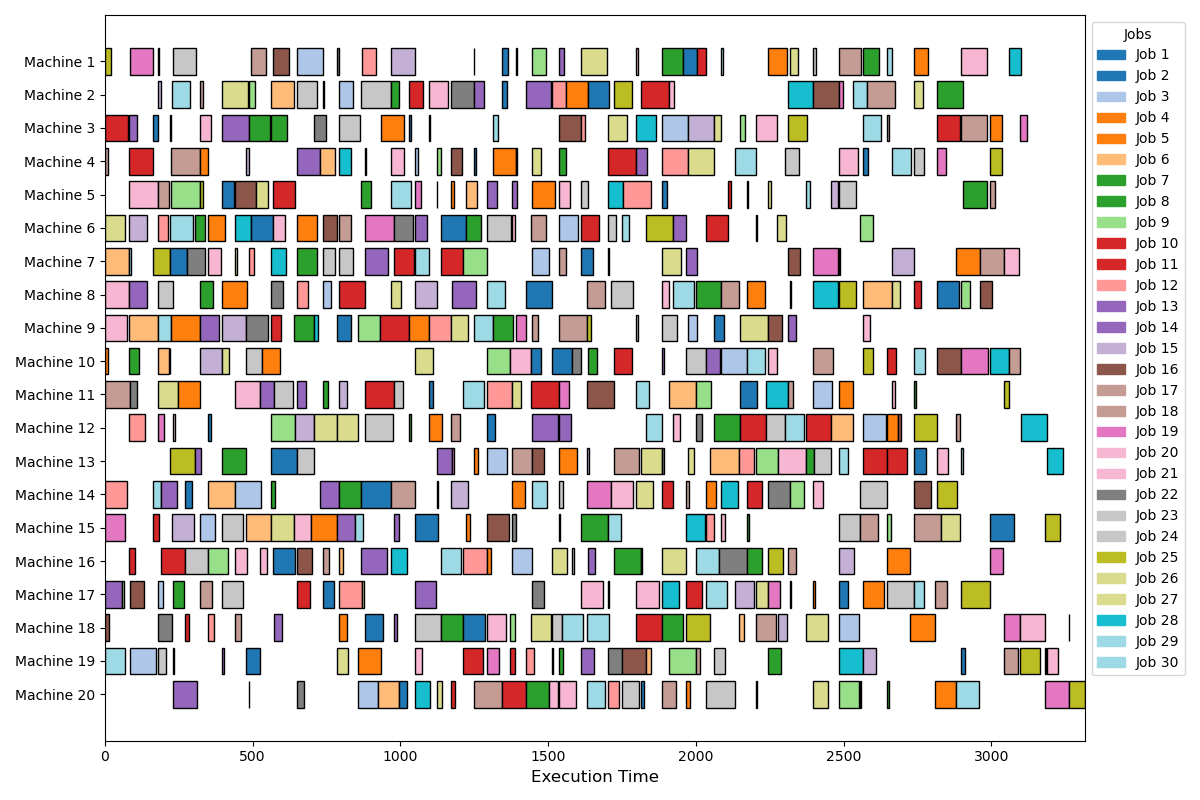 Machine 1
Machine 2
Machine 3
Machine 4
Machine 5
Machine 6
Machine 7
Machine 8
Machine 9
Machine 10
Machine 11
Machine 12
Machine 13
Machine 14
Machine 15
Machine 16
Machine 17
Machine 18
Machine 19
Machine 20
0 500 1000 1500 2000 2500 3000
Execution Time
Jobs
Job 1
Job 2
Job 3
Job 4
Job 5
Job 6
Job 7
Job 8
Job 9
Job 10
Job 11
Job 12
Job 13
Job 14
Job 15
Job 16
Job 17
Job 18
Job 19
Job 20
Job 21
Job 22
Job 23
Job 24
Job 25
Job 26
Job 27
Job 28
Job 29
Job 30